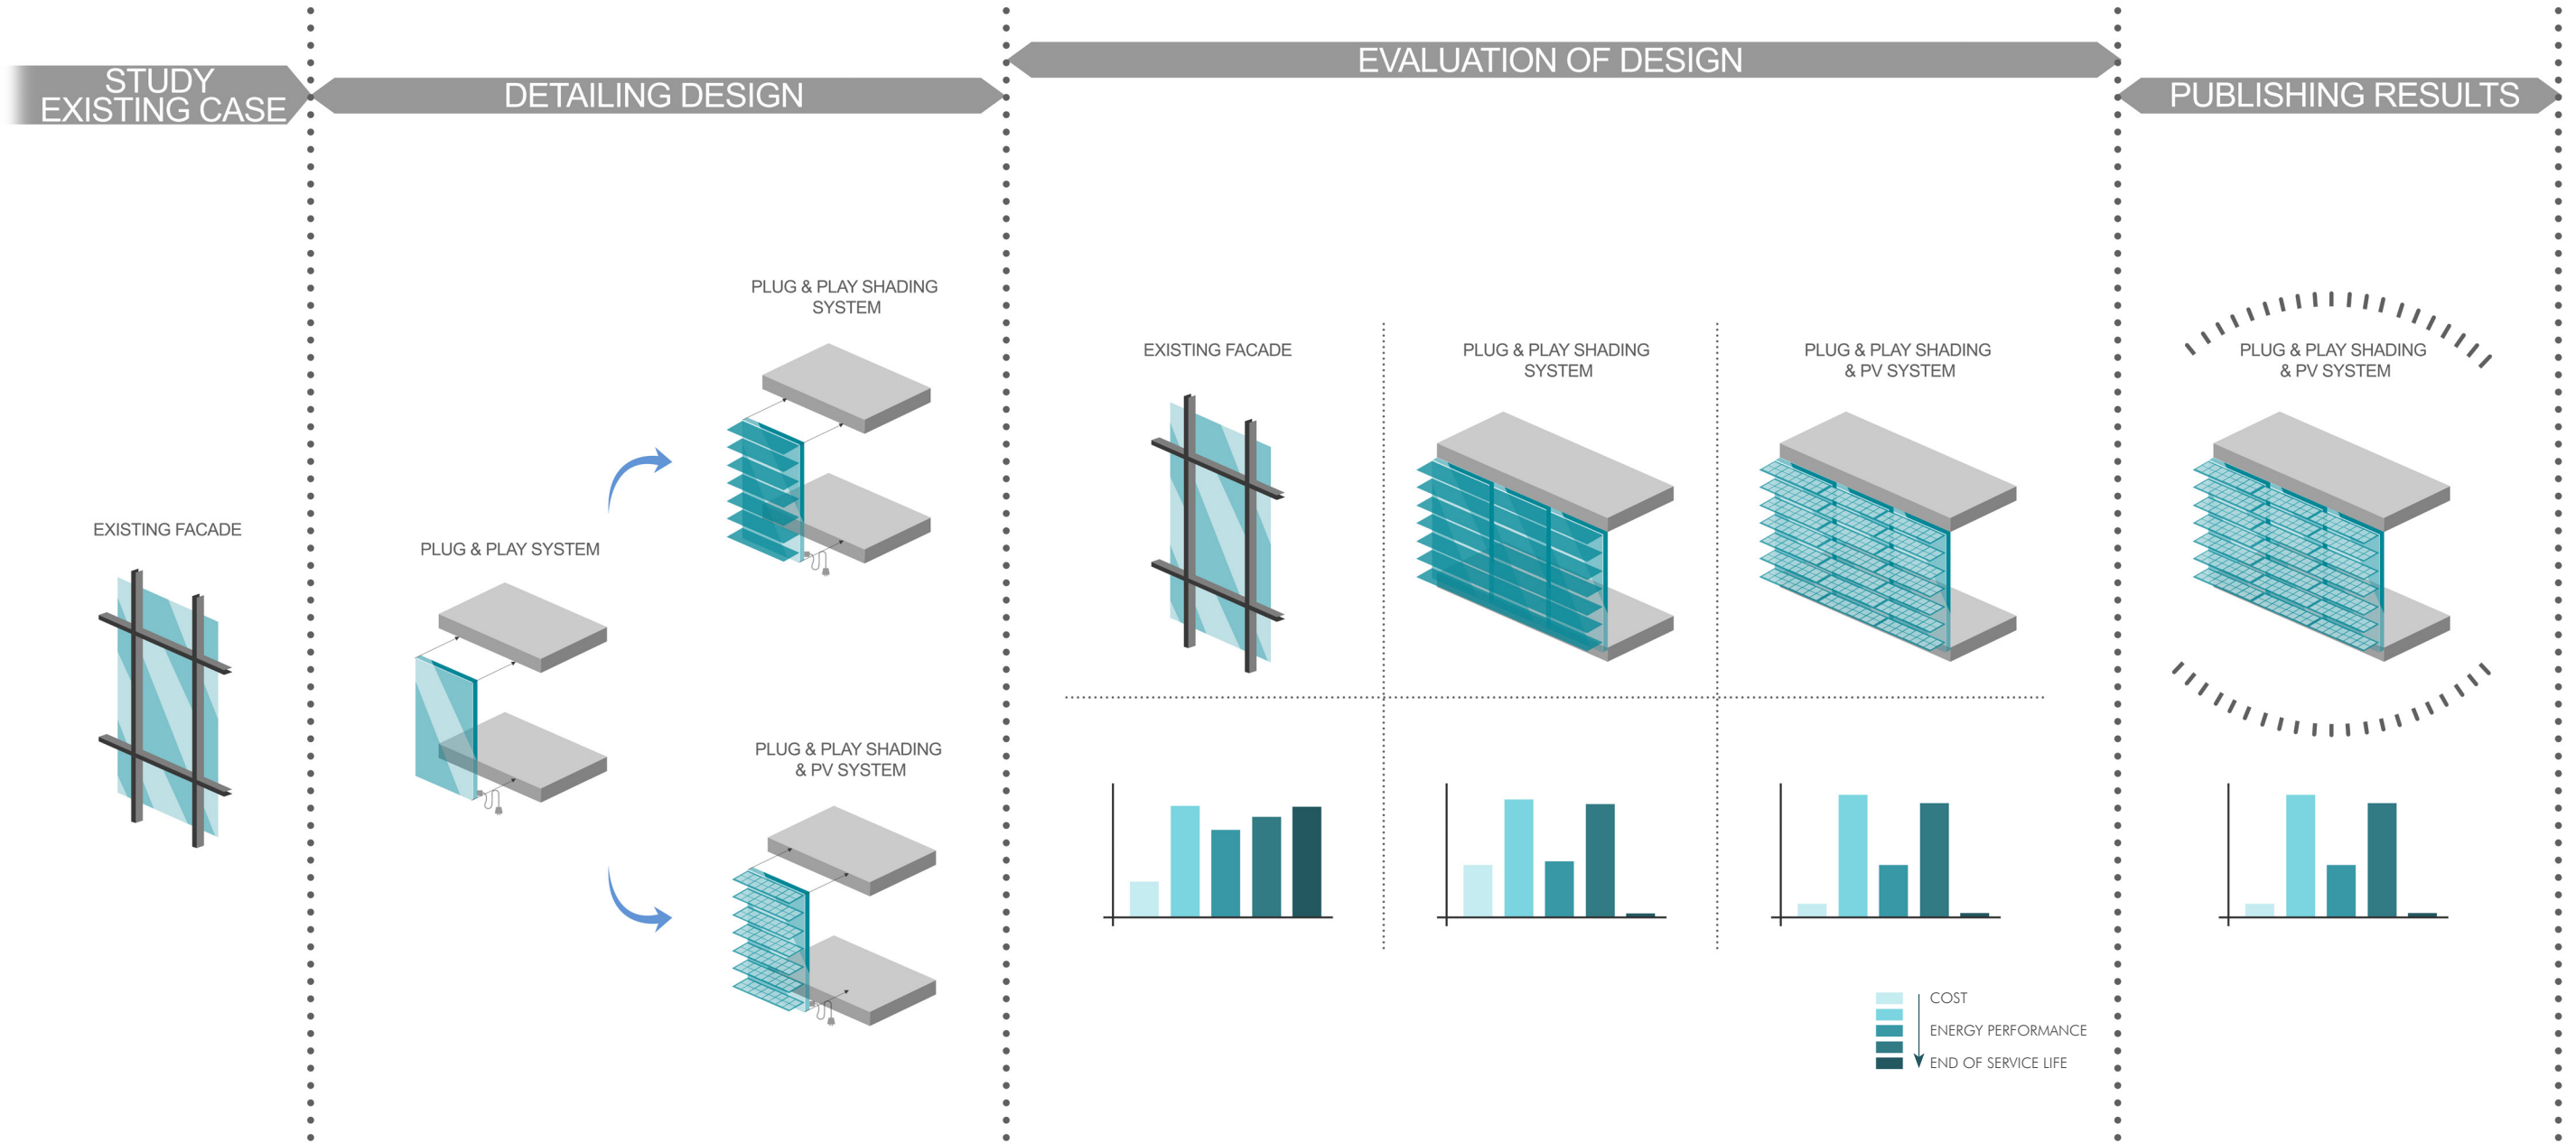 STUDY
EXISTING CASE
DETAILING DESIGN
EVALUATION OF DESIGN
PUBLISHING RESULTS
EXISTING FACADE
PLUG & PLAY SYSTEM
PLUG & PLAY SHADING
SYSTEM
PLUG & PLAY SHADING
& PV SYSTEM
EXISTING FACADE
PLUG & PLAY SHADING
SYSTEM
PLUG & PLAY SHADING
& PV SYSTEM
PLUG & PLAY SHADING
& PV SYSTEM
COST
ENERGY PERFORMANCE
END OF SERVICE LIFE